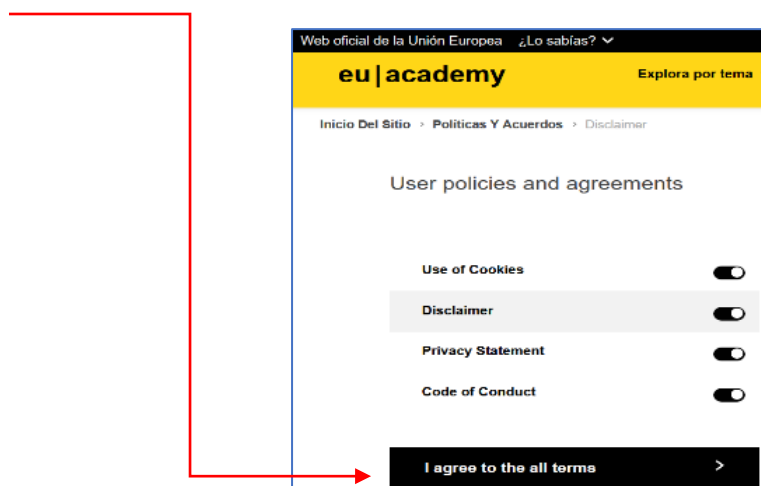 Web oficial de la Unión Europea ¿Lo sabías?
eu|academy Explora por tema
Inicio Del Sitio > Políticas Y Acuerdos > Disclaimer
User policies and agreements
Use of Cookies
Disclaimer
Privacy Statement
Code of Conduct
I agree to the all terms >